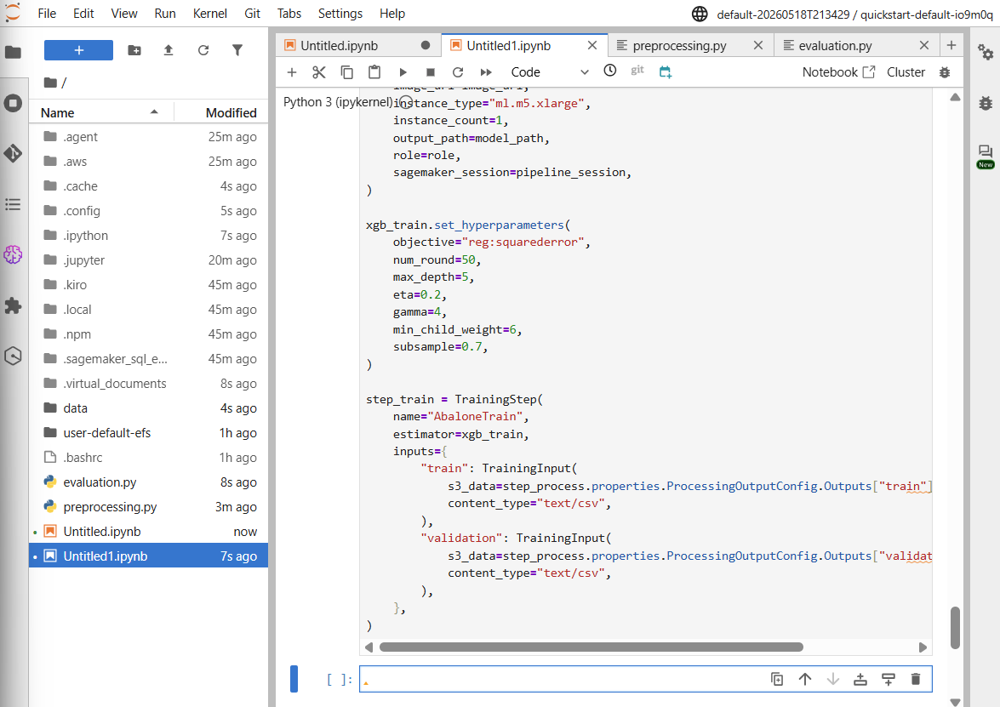 File Edit View Run Kernel Git Tabs Settings Help
default-20260518T213429 / quickstart-default-io9m0q
Untitled.ipynb
Untitled1.ipynb
preprocessing.py
evaluation.py
Code
git
Notebook
Cluster
/
Name Modified
.agent 25m ago
.aws 25m ago
.cache 4s ago
.config 5s ago
.ipython 7s ago
.jupyter 20m ago
.kiro 45m ago
.local 45m ago
.npm 45m ago
.sagemaker_sql_e... 45m ago
.virtual_documents 8s ago
data 4s ago
user-default-efs 1h ago
.bashrc 1h ago
evaluation.py 8s ago
preprocessing.py 3m ago
Untitled.ipynb now
Untitled1.ipynb 7s ago
Python 3 (ipykernel)
instance_type="ml.m5.xlarge",
instance_count=1,
output_path=model_path,
role=role,
sagemaker_session=pipeline_session,
)
xgb_train.set_hyperparameters(
objective="reg:squarederror",
num_round=50,
max_depth=5,
eta=0.2,
gamma=4,
min_child_weight=6,
subsample=0.7,
)
step_train = TrainingStep(
name="AbaloneTrain",
estimator=xgb_train,
inputs={
"train": TrainingInput(
s3_data=step_process.properties.ProcessingOutputConfig.Outputs["train"]
content_type="text/csv",
),
"validation": TrainingInput(
s3_data=step_process.properties.ProcessingOutputConfig.Outputs["validat
content_type="text/csv",
),
},
)
[ ]:
New